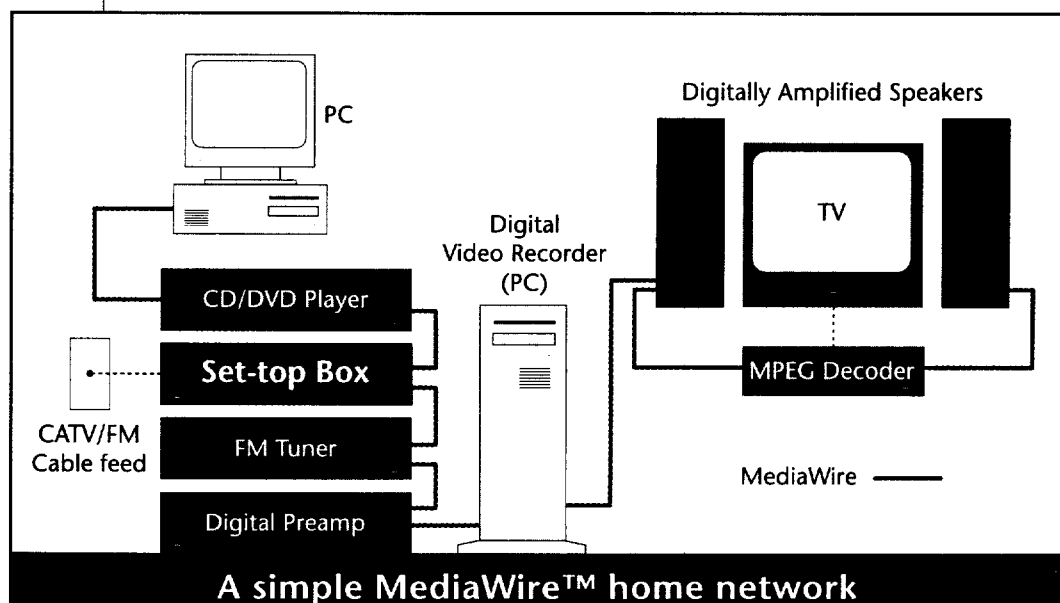 PC
Digitally Amplified Speakers
TV
Digital
Video Recorder
(PC)
CD/DVD Player
Set-top Box
MPEG Decoder
CATV/FM
Cable feed
FM Tuner
MediaWire
Digital Preamp
A simple MediaWire™ home network